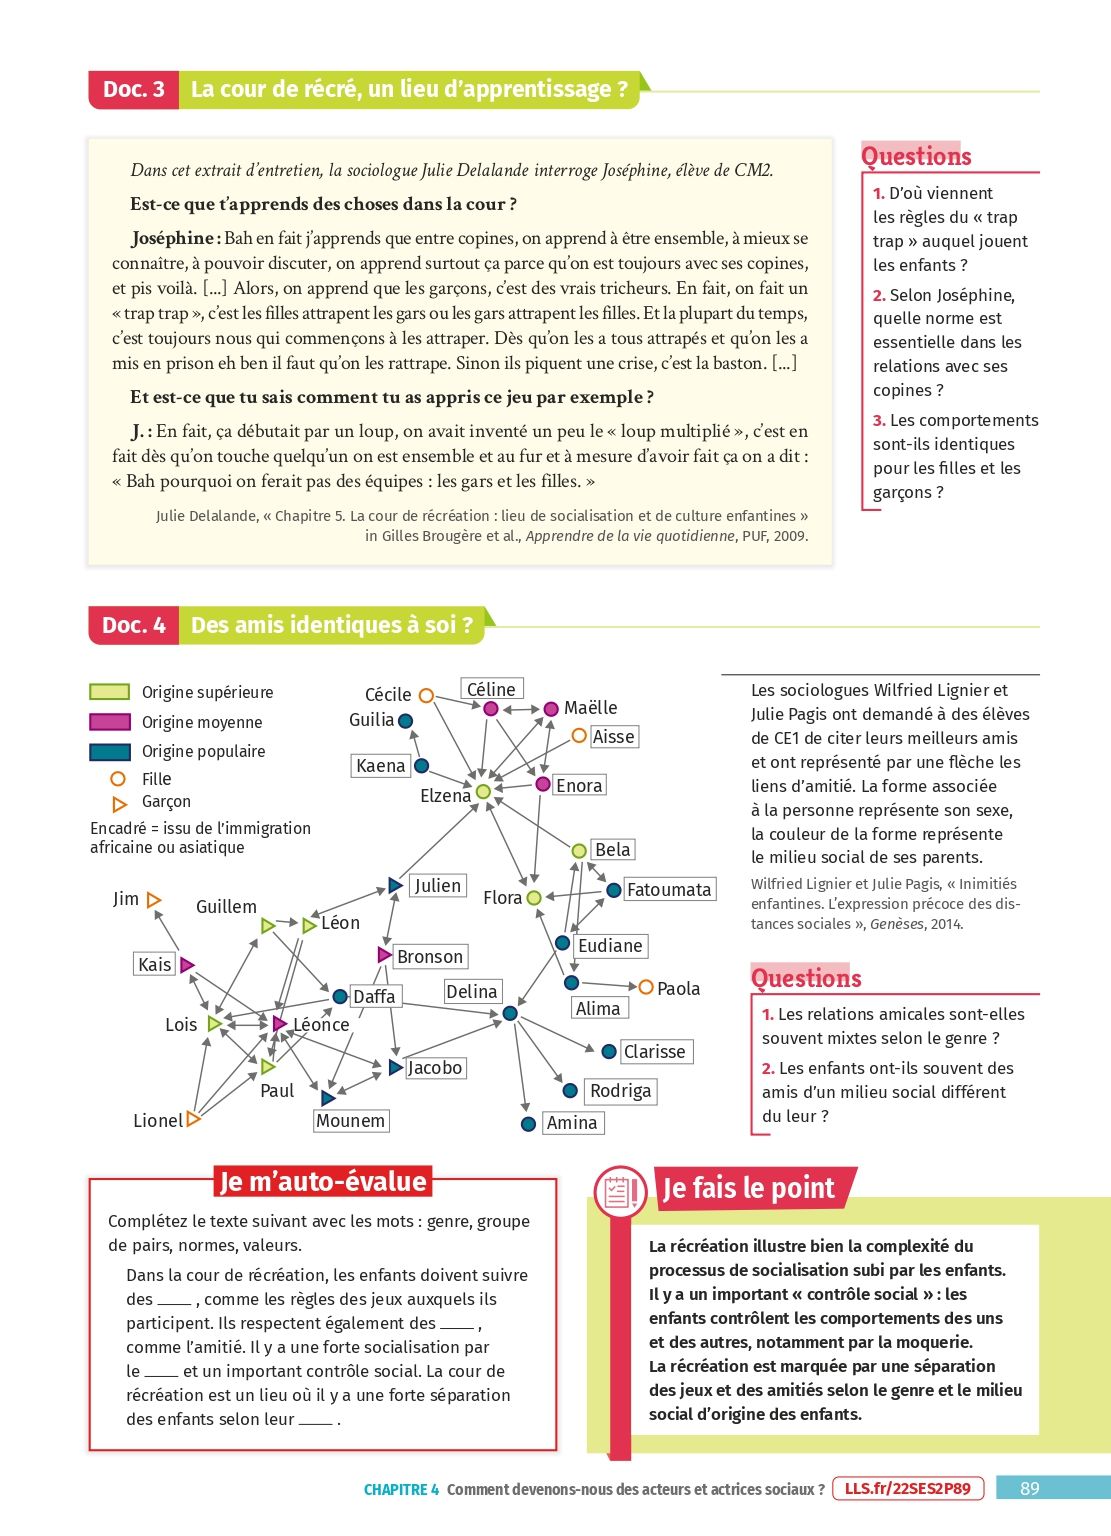 Doc. 3 La cour de récré, un lieu d’apprentissage ?
Dans cet extrait d’entretien, la sociologue Julie Delalande interroge Joséphine, élève de CM2.
Est-ce que t’apprends des choses dans la cour ?
Joséphine : Bah en fait j’apprends que entre copines, on apprend à être ensemble, à mieux se
connaître, à pouvoir discuter, on apprend surtout ça parce qu’on est toujours avec ses copines,
et pis voilà. [...] Alors, on apprend que les garçons, c’est des vrais tricheurs. En fait, on fait un
« trap trap », c’est les filles attrapent les gars ou les gars attrapent les filles. Et la plupart du temps,
c’est toujours nous qui commençons à les attraper. Dès qu’on les a tous attrapés et qu’on les a
mis en prison eh ben il faut qu’on les rattrape. Sinon ils piquent une crise, c’est la baston. [...]
Et est-ce que tu sais comment tu as appris ce jeu par exemple ?
J. : En fait, ça débutait par un loup, on avait inventé un peu le « loup multiplié », c’est en
fait dès qu’on touche quelqu’un on est ensemble et au fur et à mesure d’avoir fait ça on a dit :
« Bah pourquoi on ferait pas des équipes : les gars et les filles. »
Julie Delalande, « Chapitre 5. La cour de récréation : lieu de socialisation et de culture enfantines »
in Gilles Brougère et al., Apprendre de la vie quotidienne, PUF, 2009.
Questions
1. D’où viennent
les règles du « trap
trap » auquel jouent
les enfants ?
2. Selon Joséphine,
quelle norme est
essentielle dans les
relations avec ses
copines ?
3. Les comportements
sont-ils identiques
pour les filles et les
garçons ?
Doc. 4 Des amis identiques à soi ?
Origine supérieure
Origine moyenne
Origine populaire
Fille
Garçon
Encadré = issu de l’immigration
africaine ou asiatique
Cécile
Céline
Maëlle
Guilia
Aisse
Kaena
Elzena
Enora
Bela
Julien
Flora
Fatoumata
Jim
Guillem
Léon
Kais
Bronson
Eudiane
Daffa
Delina
Alima
Paola
Lois
Léonce
Clarisse
Jacobo
Paul
Rodriga
Lionel
Mounem
Amina
Les sociologues Wilfried Lignier et
Julie Pagis ont demandé à des élèves
de CE1 de citer leurs meilleurs amis
et ont représenté par une flèche les
liens d’amitié. La forme associée
à la personne représente son sexe,
la couleur de la forme représente
le milieu social de ses parents.
Wilfried Lignier et Julie Pagis, « Inimitiés
enfantines. L’expression précoce des dis-
tances sociales », Genèses, 2014.
Questions
1. Les relations amicales sont-elles
souvent mixtes selon le genre ?
2. Les enfants ont-ils souvent des
amis d’un milieu social différent
du leur ?
Je m’auto-évalue
Complétez le texte suivant avec les mots : genre, groupe
de pairs, normes, valeurs.
Dans la cour de récréation, les enfants doivent suivre
des ____ , comme les règles des jeux auxquels ils
participent. Ils respectent également des ____ ,
comme l’amitié. Il y a une forte socialisation par
le ____ et un important contrôle social. La cour de
récréation est un lieu où il y a une forte séparation
des enfants selon leur ____ .
Je fais le point
La récréation illustre bien la complexité du
processus de socialisation subi par les enfants.
Il y a un important « contrôle social » : les
enfants contrôlent les comportements des uns
et des autres, notamment par la moquerie.
La récréation est marquée par une séparation
des jeux et des amitiés selon le genre et le milieu
social d’origine des enfants.
CHAPITRE 4 Comment devenons-nous des acteurs et actrices sociaux ? LLS.fr/22SES2P89 89